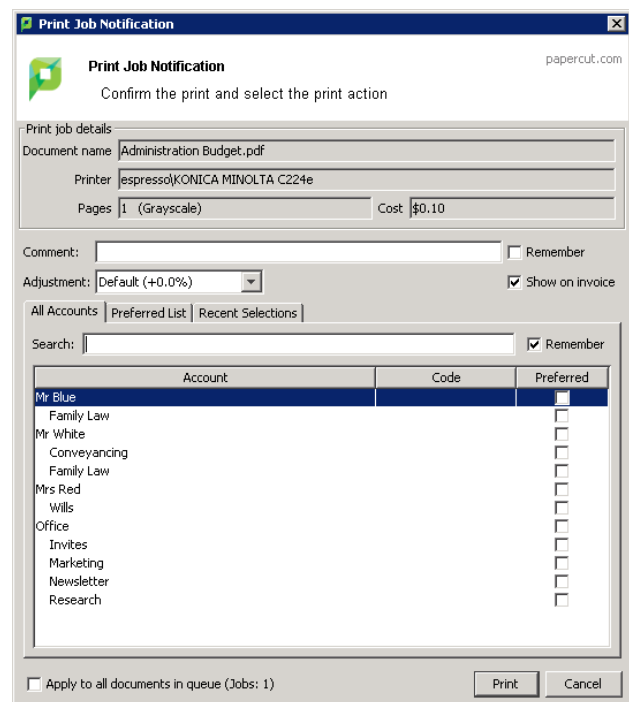 Print Job Notification
Print Job Notification
papercut.com
Confirm the print and select the print action
Print job details
Document name Administration Budget.pdf
Printer espresso\KONICA MINOLTA C224e
Pages 1 (Grayscale) Cost $0.10
Comment: Remember
Adjustment: Default (+0.0%) Show on invoice
All Accounts Preferred List Recent Selections
Search: Remember
Account Code Preferred
Mr Blue
Family Law
Mr White
Conveyancing
Family Law
Mrs Red
Wills
Office
Invites
Marketing
Newsletter
Research
Apply to all documents in queue (Jobs: 1) Print Cancel